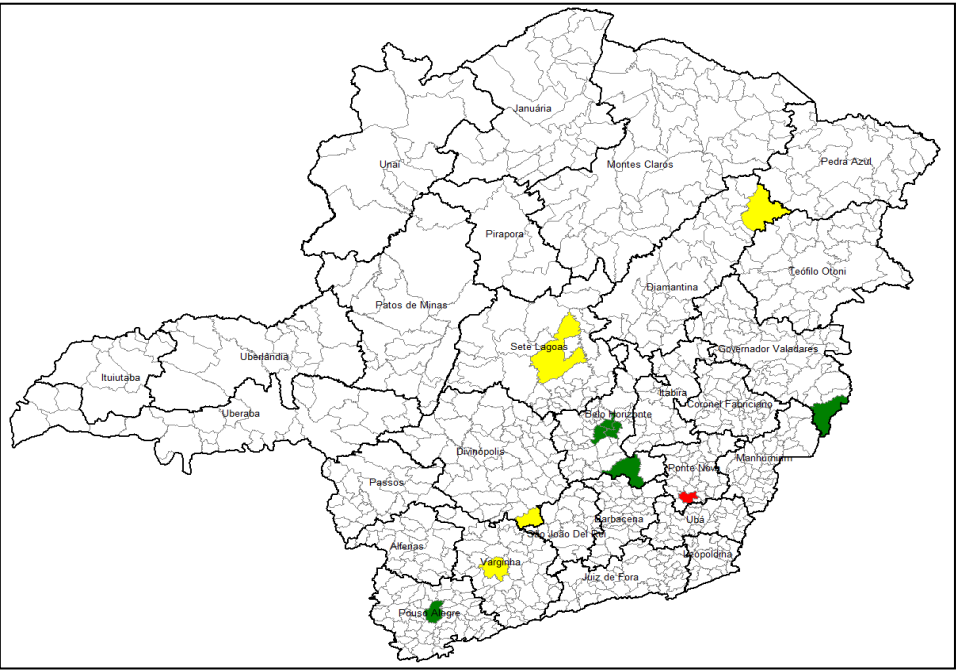 Januária
Unaí
Montes Claros
Pedra Azul
Pirapora
Teófilo Otoni
Diamantina
Patos de Minas
Sete Lagoas
Governador Valadares
Uberlândia
Ituiutaba
Itabira
Coronel Fabriciano
Uberaba
Belo Horizonte
Divinópolis
Manhumirim
Ponte Nova
Passos
Barbacena
Ubá
São João Del Rei
Alfenas
Leopoldina
Varginha
Juiz de Fora
Pouso Alegre